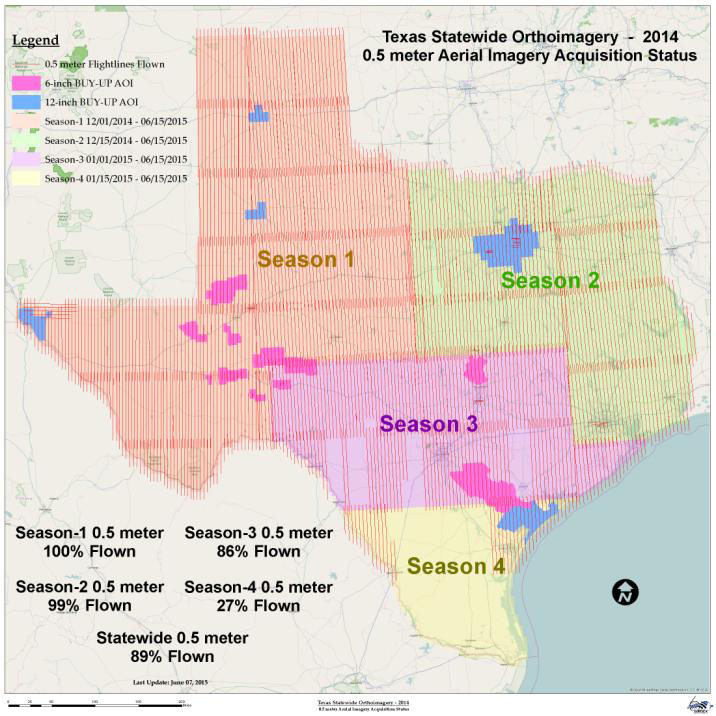 Texas Statewide Orthoimagery - 2014
0.5 meter Aerial Imagery Acquisition Status
Legend
0.5 meter Flightlines Flown
6-inch BUY-UP AOI
12-inch BUY-UP AOI
Season-1 12/01/2014 - 06/15/2015
Season-2 12/15/2014 - 06/15/2015
Season-3 01/01/2015 - 06/15/2015
Season-4 01/15/2015 - 06/15/2015
Season 1
Season 2
Season 3
Season 4
Season-1 0.5 meter
100% Flown
Season-3 0.5 meter
86% Flown
Season-2 0.5 meter
99% Flown
Season-4 0.5 meter
27% Flown
Statewide 0.5 meter
89% Flown
N
Last Update: June 07, 2015
Texas Statewide Orthoimagery - 2014
0.5 meter Aerial Imagery Acquisition Status